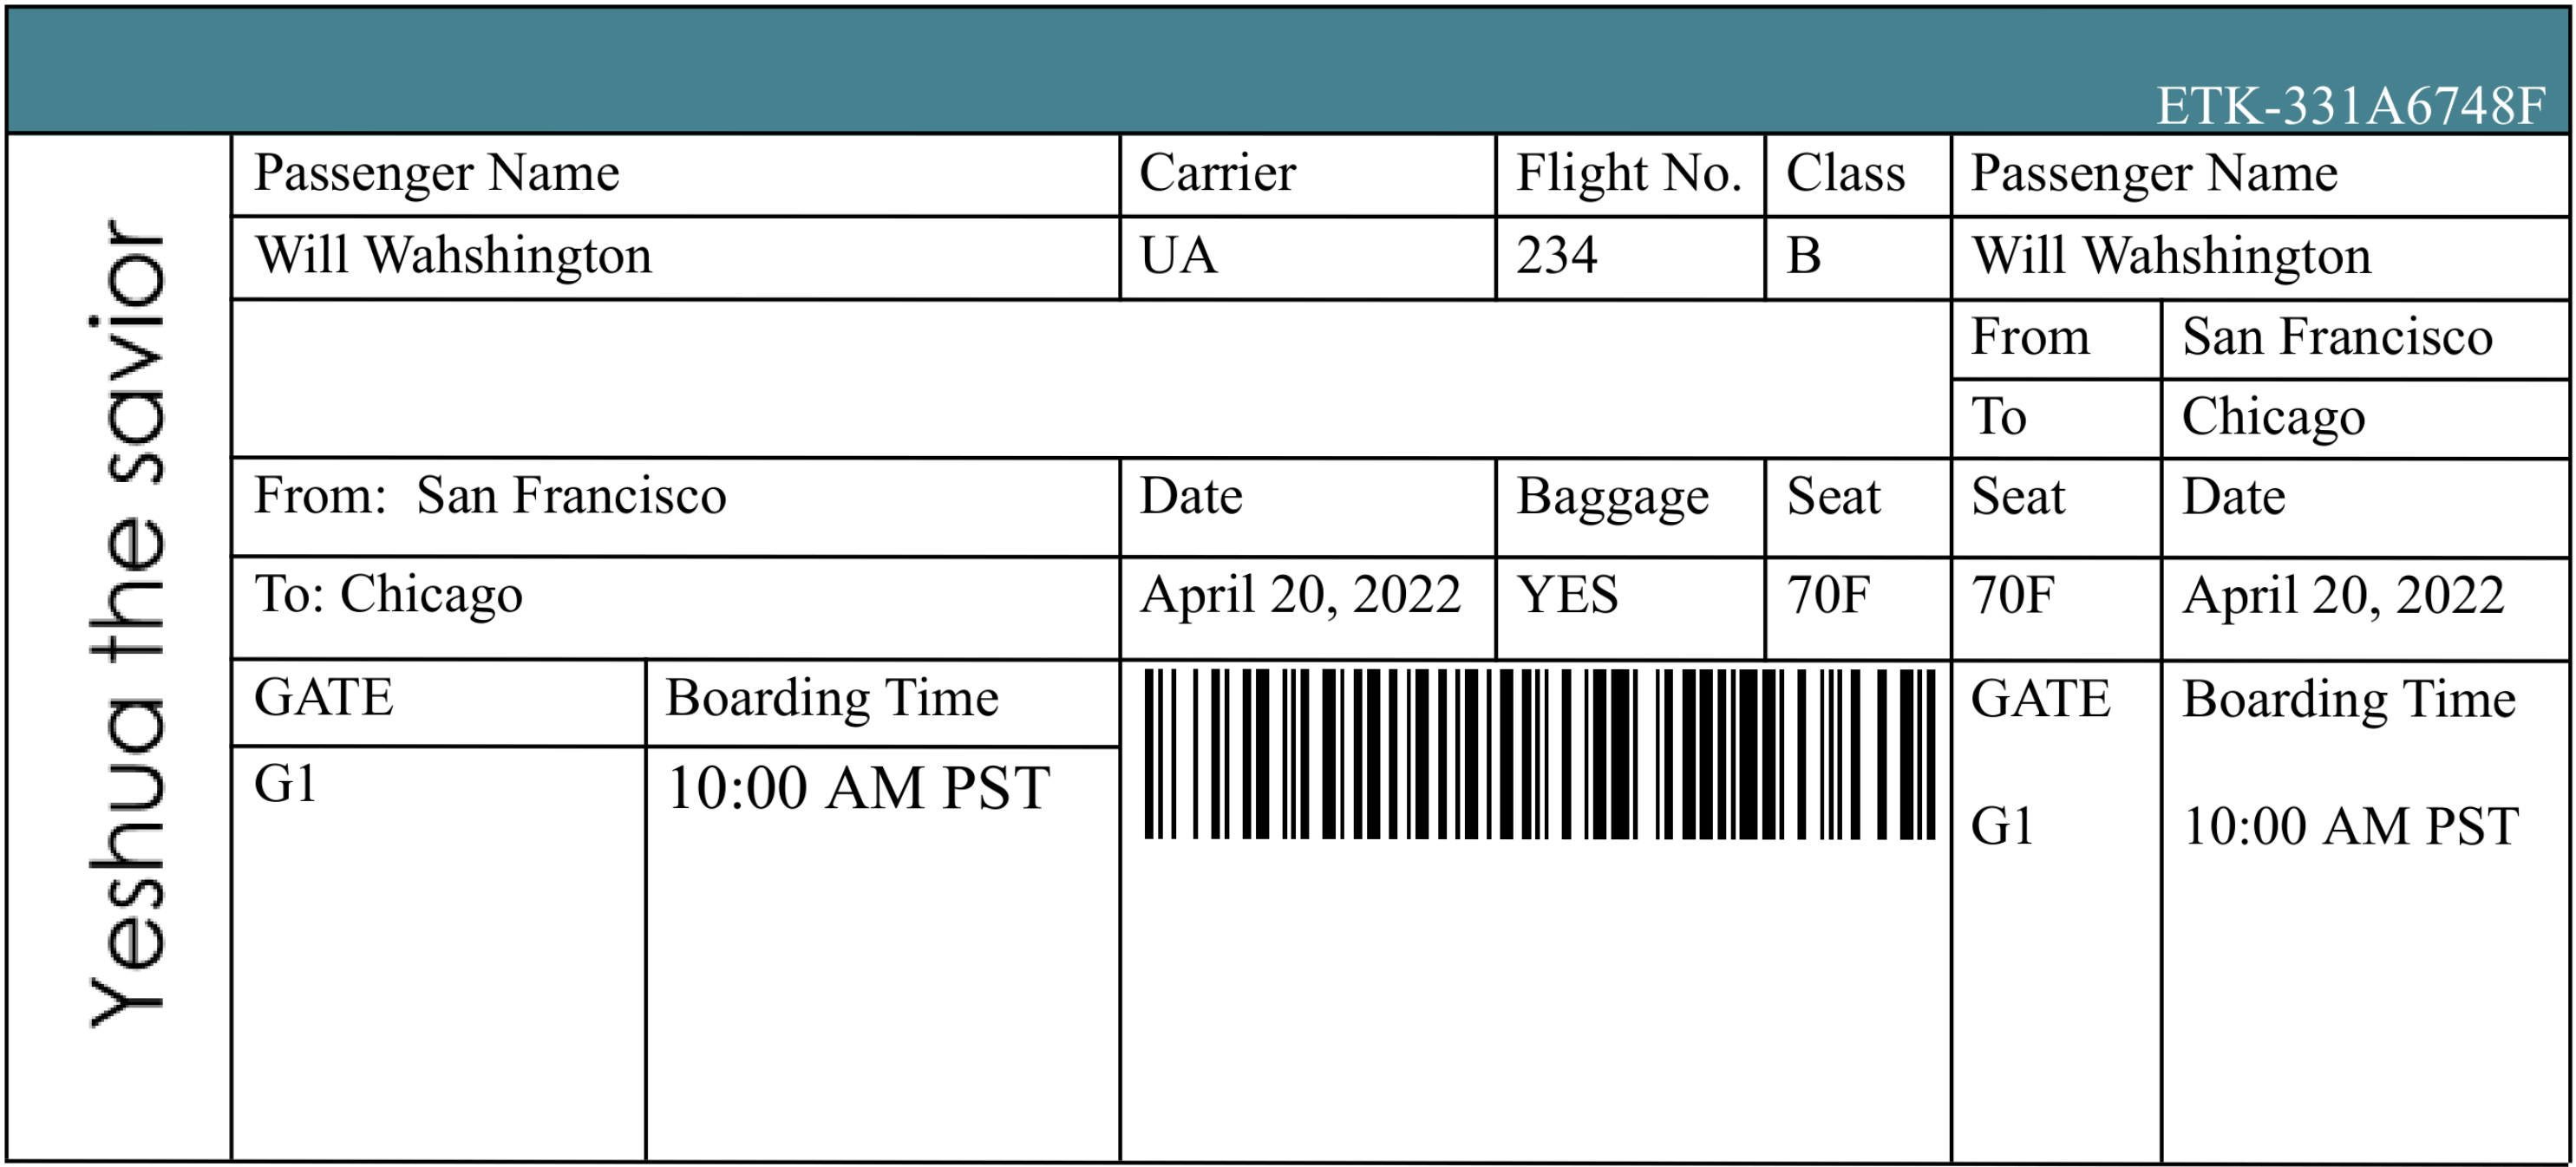 ETK-331A6748F
Yeshua the savior
Passenger Name Carrier Flight No. Class Passenger Name
Will Wahshington UA 234 B Will Wahshington
From San Francisco
To Chicago
From: San Francisco Date Baggage Seat Seat Date
To: Chicago April 20, 2022 YES 70F 70F April 20, 2022
GATE Boarding Time GATE Boarding Time
G1 10:00 AM PST G1 10:00 AM PST